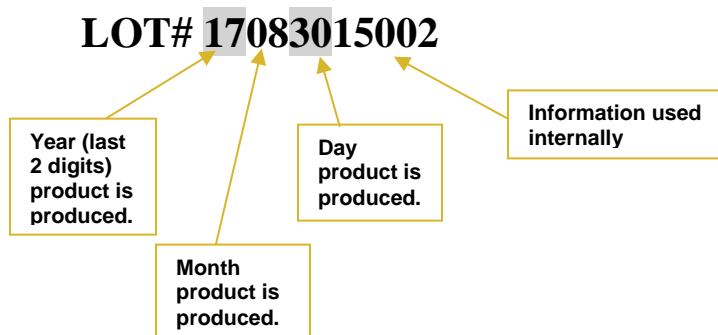 LOT# 17083015002
Year (last
2 digits)
product is
produced.
Month
product is
produced.
Day
product is
produced.
Information used
internally